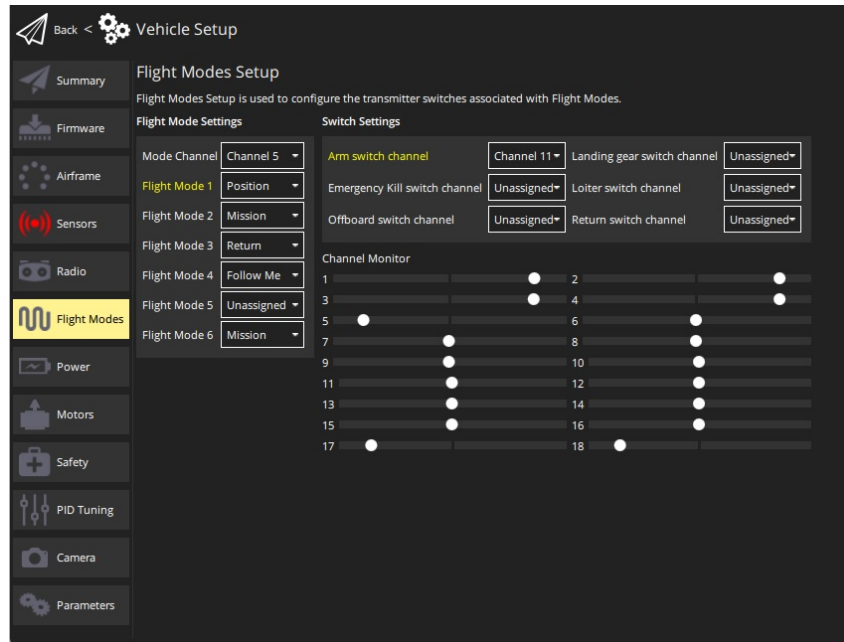 Back < Vehicle Setup
Summary
Firmware
Airframe
Sensors
Radio
Flight Modes
Power
Motors
Safety
PID Tuning
Camera
Parameters
Flight Modes Setup
Flight Modes Setup is used to configure the transmitter switches associated with Flight Modes.
Flight Mode Settings
Mode Channel Channel 5
Flight Mode 1 Position
Flight Mode 2 Mission
Flight Mode 3 Return
Flight Mode 4 Follow Me
Flight Mode 5 Unassigned
Flight Mode 6 Mission
Switch Settings
Arm switch channel Channel 11 Landing gear switch channel Unassigned
Emergency Kill switch channel Unassigned Loiter switch channel Unassigned
Offboard switch channel Unassigned Return switch channel Unassigned
Channel Monitor
1 2
3 4
5 6
7 8
9 10
11 12
13 14
15 16
17 18